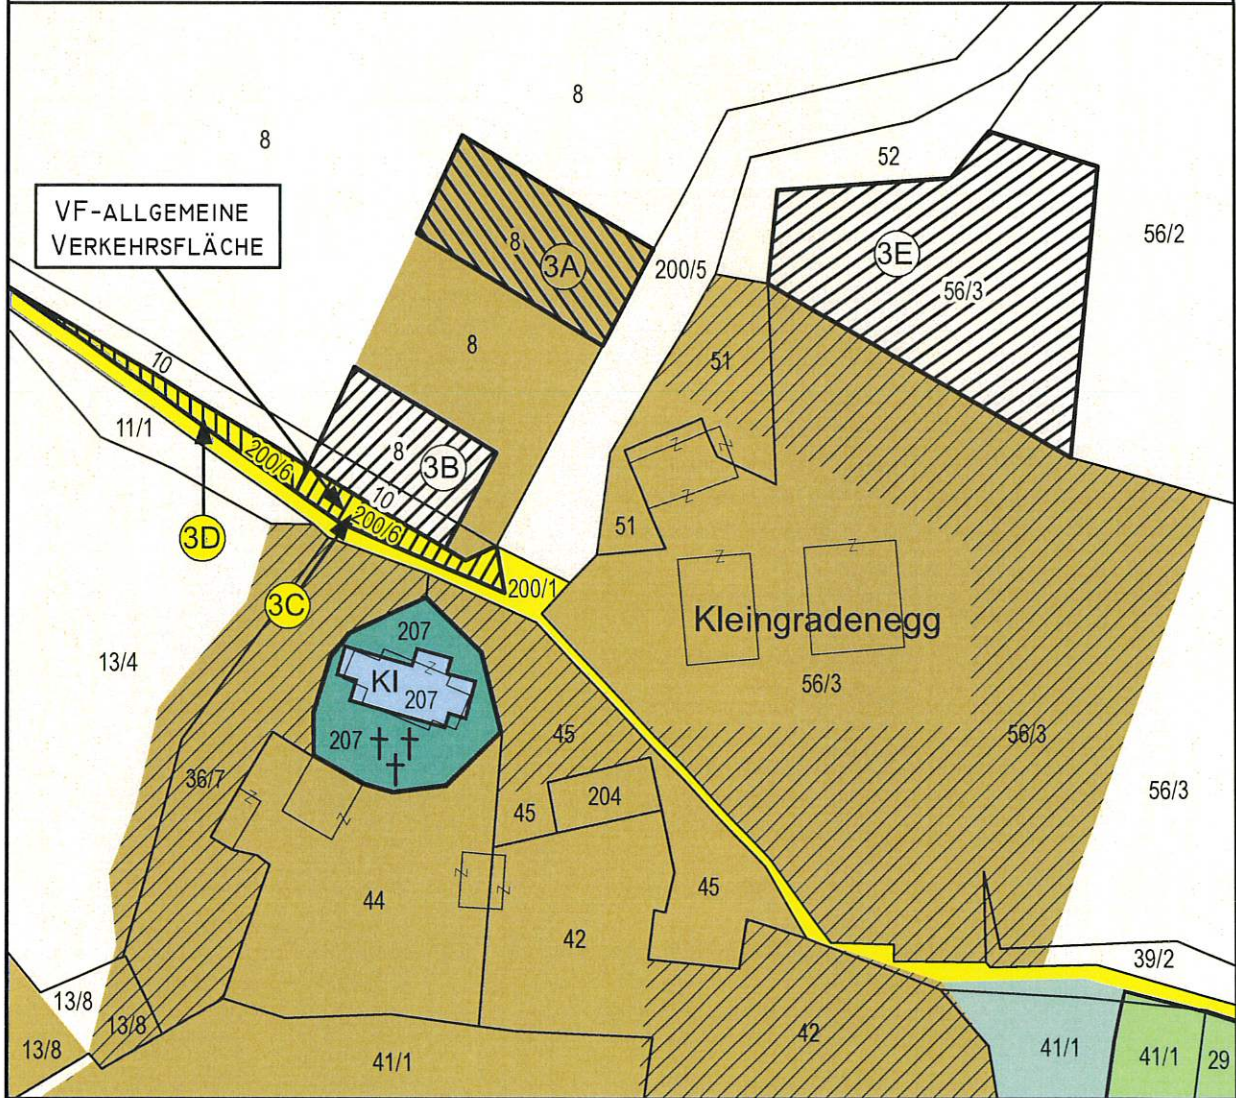 8
8
52
VF-ALLGEMEINE
VERKEHRSFLÄCHE
56/2
8
3A
3E
200/5
56/3
10
8
51
11/1
8
3B
200/6
10
200/6
51
3D
200/1
3C
Kleingradenegg
207
13/4
KI
207
56/3
207
45
56/3
36/7
45
204
56/3
44
45
42
39/2
13/8
13/8
42
13/8
41/1
41/1
41/1
29
Z
Z
Z
Z
Z
Z
Z
Z
Z
Z